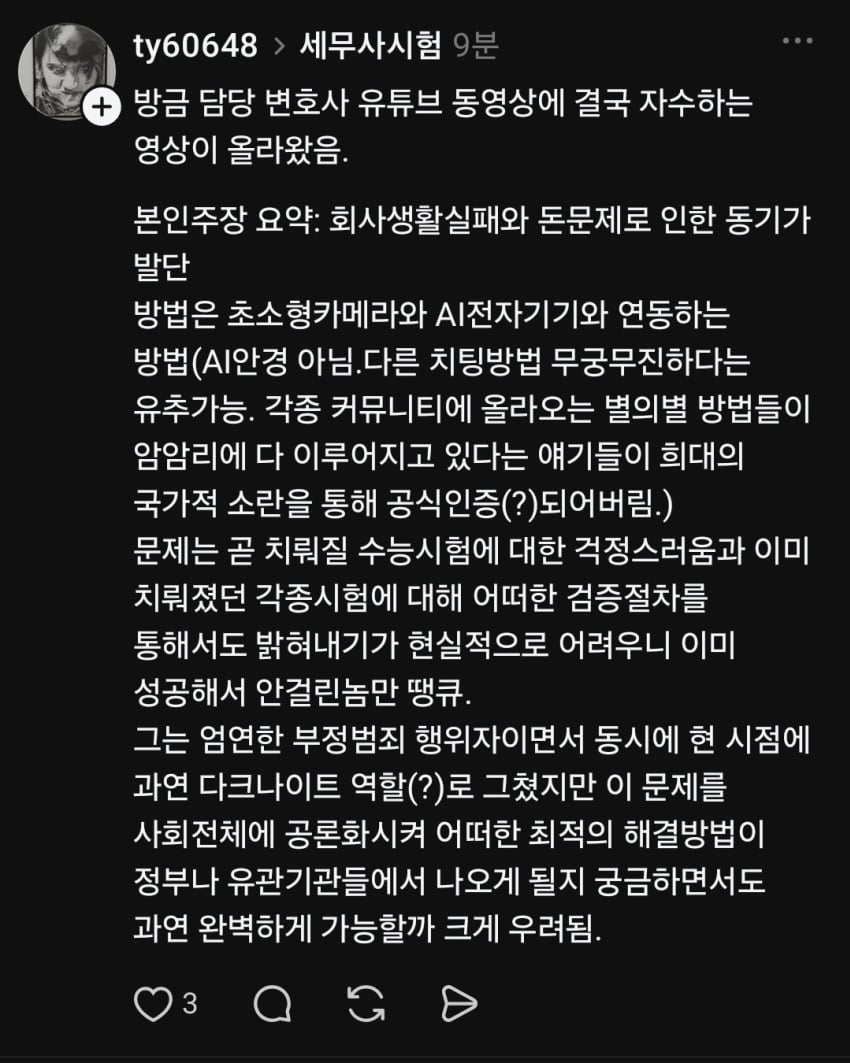 ty60648 > 세무사시험 9분
방금 담당 변호사 유튜브 동영상에 결국 자수하는
영상이 올라왔음.
본인주장 요약: 회사생활실패와 돈문제로 인한 동기가
발단
방법은 초소형카메라와 AI전자기기와 연동하는
방법(AI안경 아님.다른 치팅방법 무궁무진하다는
유추가능. 각종 커뮤니티에 올라오는 별의별 방법들이
암암리에 다 이루어지고 있다는 얘기들이 희대의
국가적 소란을 통해 공식인증(?)되어버림.)
문제는 곧 치뤄질 수능시험에 대한 걱정스러움과 이미
치뤄졌던 각종시험에 대해 어떠한 검증절차를
통해서도 밝혀내기가 현실적으로 어려우니 이미
성공해서 안걸린놈만 땡큐.
그는 엄연한 부정범죄 행위자이면서 동시에 현 시점에
과연 다크나이트 역할(?)로 그쳤지만 이 문제를
사회전체에 공론화시켜 어떠한 최적의 해결방법이
정부나 유관기관들에서 나오게 될지 궁금하면서도
과연 완벽하게 가능할까 크게 우려됨.
3